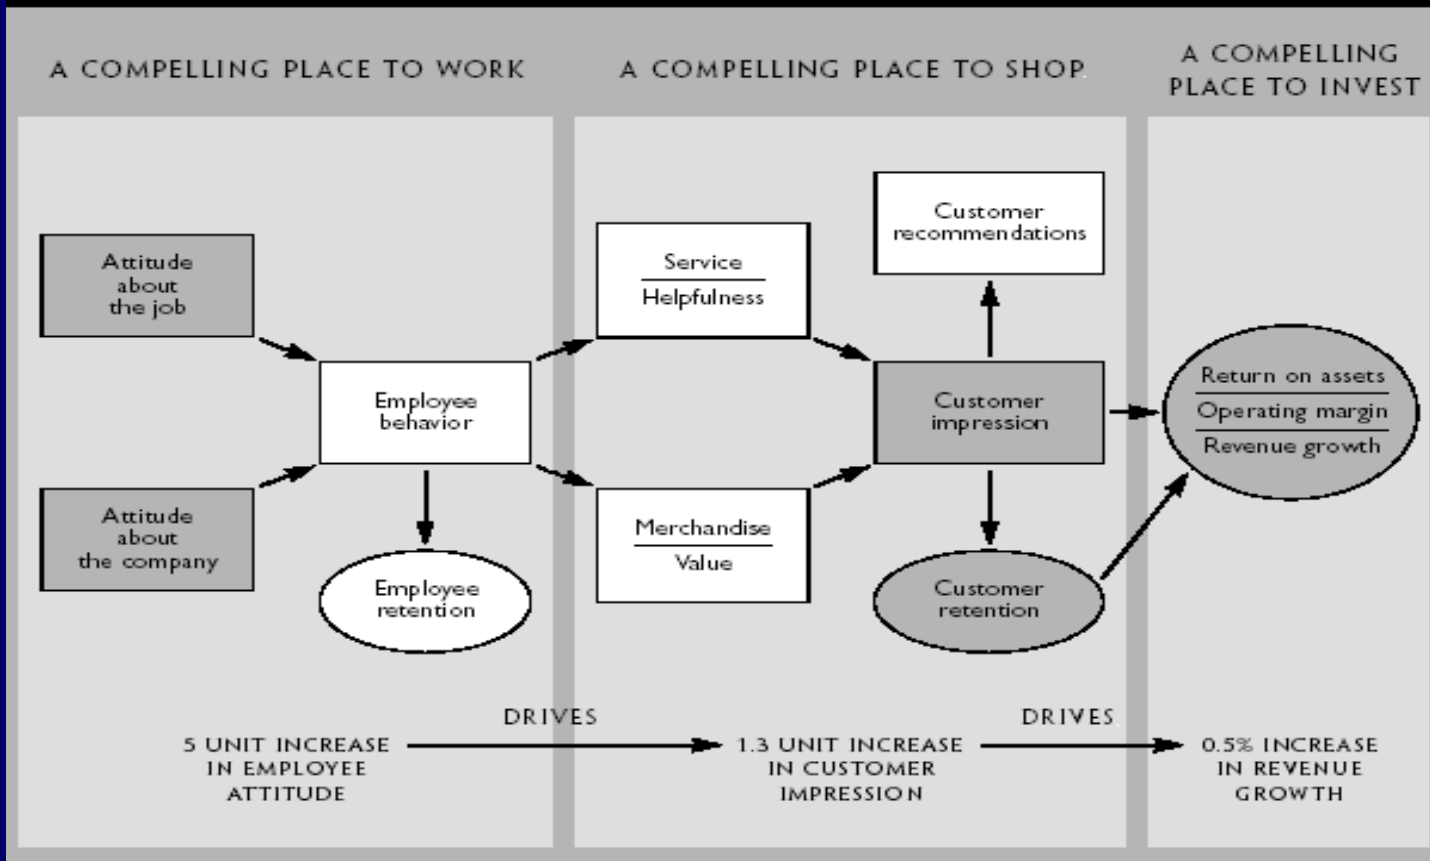 A COMPELLING PLACE TO WORK
A COMPELLING PLACE TO SHOP
A COMPELLING
PLACE TO INVEST
Attitude
about
the job
Attitude
about
the company
Employee
behavior
Employee
retention
Service
Helpfulness
Merchandise
Value
Customer
recommendations
Customer
impression
Customer
retention
Return on assets
Operating margin
Revenue growth
DRIVES
DRIVES
5 UNIT INCREASE
IN EMPLOYEE
ATTITUDE
1.3 UNIT INCREASE
IN CUSTOMER
IMPRESSION
0.5% INCREASE
IN REVENUE
GROWTH